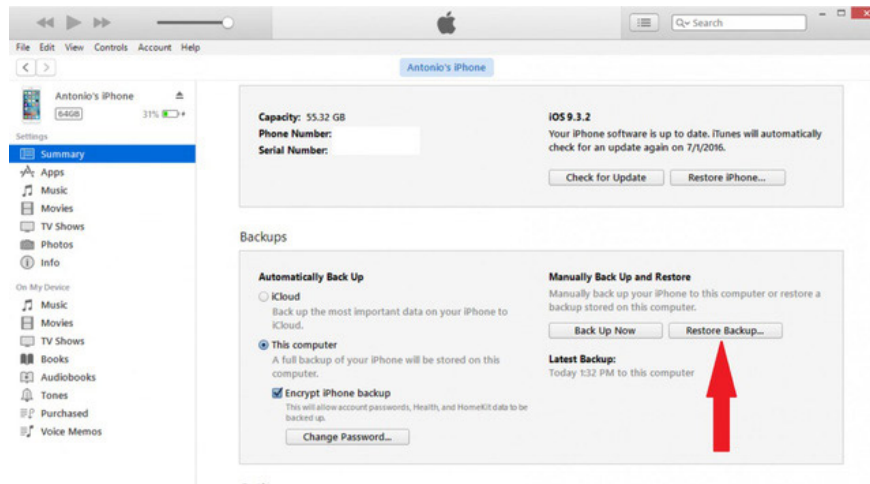 Search
File Edit View Controls Account Help
Antonio's iPhone
Antonio's iPhone
64GB 31%
Settings
Summary
Apps
Music
Movies
TV Shows
Photos
Info
On My Device
Music
Movies
TV Shows
Books
Audiobooks
Tones
Purchased
Voice Memos
Capacity: 55.32 GB
Phone Number:
Serial Number:
iOS 9.3.2
Your iPhone software is up to date. iTunes will automatically
check for an update again on 7/1/2016.
Check for Update Restore iPhone...
Backups
Automatically Back Up
iCloud
Back up the most important data on your iPhone to
iCloud.
This computer
A full backup of your iPhone will be stored on this
computer.
Encrypt iPhone backup
This will allow account passwords, Health, and HomeKit data to be
backed up.
Change Password...
Manually Back Up and Restore
Manually back up your iPhone to this computer or restore a
backup stored on this computer.
Back Up Now Restore Backup...
Latest Backup:
Today 1:32 PM to this computer